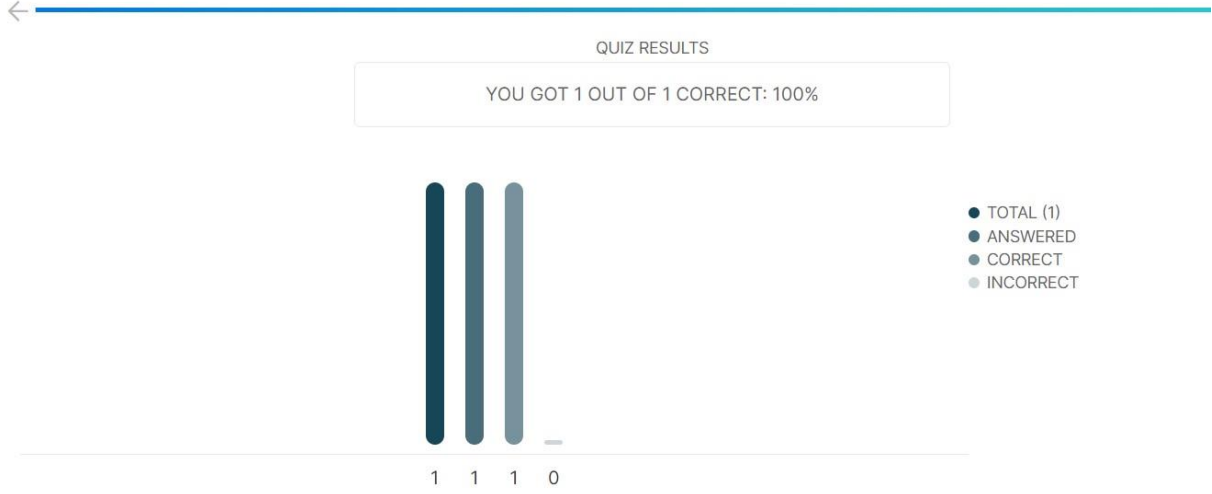 QUIZ RESULTS
YOU GOT 1 OUT OF 1 CORRECT: 100%
TOTAL (1)
ANSWERED
CORRECT
INCORRECT
1 1 1 0